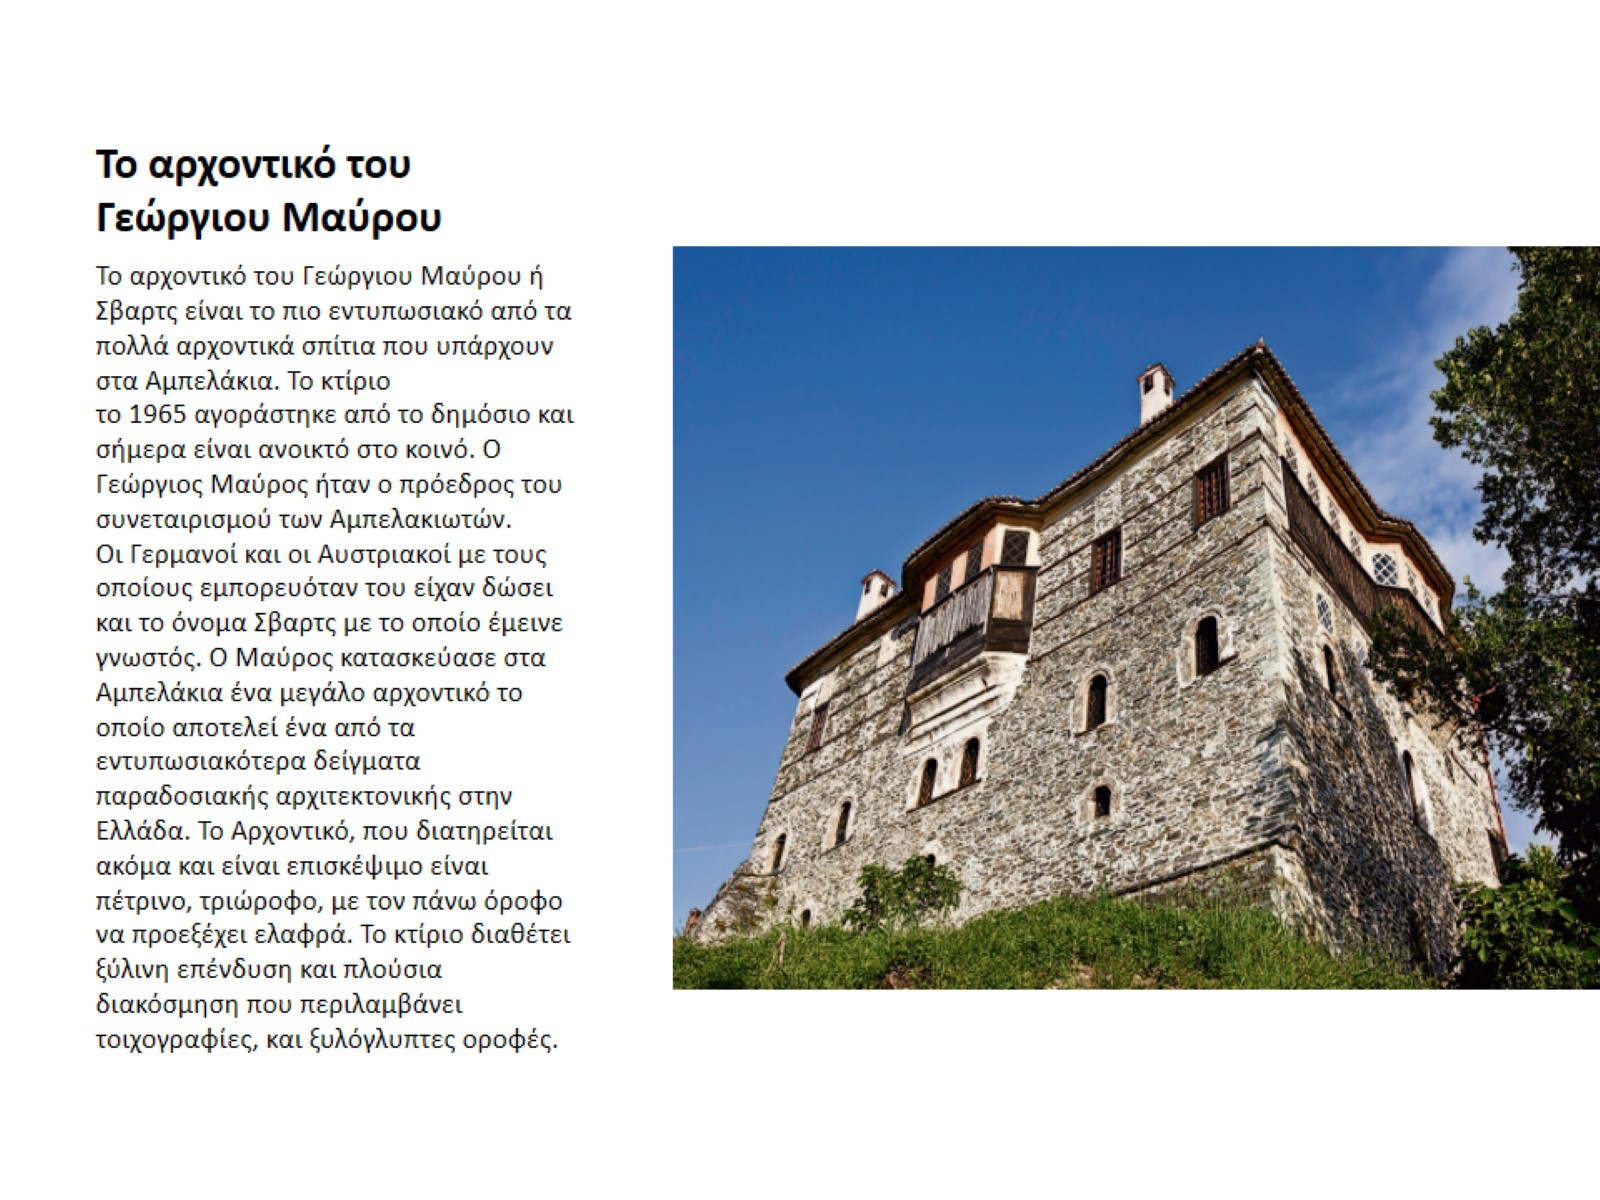 Το αρχοντικό του
Γεώργιου Μαύρου
Το αρχοντικό του Γεώργιου Μαύρου ή
Σβαρτς είναι το πιο εντυπωσιακό από τα
πολλά αρχοντικά σπίτια που υπάρχουν
στα Αμπελάκια. Το κτίριο
το 1965 αγοράστηκε από το δημόσιο και
σήμερα είναι ανοικτό στο κοινό. Ο
Γεώργιος Μαύρος ήταν ο πρόεδρος του
συνεταιρισμού των Αμπελακιωτών.
Οι Γερμανοί και οι Αυστριακοί με τους
οποίους εμπορευόταν του είχαν δώσει
και το όνομα Σβαρτς με το οποίο έμεινε
γνωστός. Ο Μαύρος κατασκεύασε στα
Αμπελάκια ένα μεγάλο αρχοντικό το
οποίο αποτελεί ένα από τα
εντυπωσιακότερα δείγματα
παραδοσιακής αρχιτεκτονικής στην
Ελλάδα. Το Αρχοντικό, που διατηρείται
ακόμα και είναι επισκέψιμο είναι
πέτρινο, τριώροφο, με τον πάνω όροφο
να προεξέχει ελαφρά. Το κτίριο διαθέτει
ξύλινη επένδυση και πλούσια
διακόσμηση που περιλαμβάνει
τοιχογραφίες, και ξυλόγλυπτες οροφές.